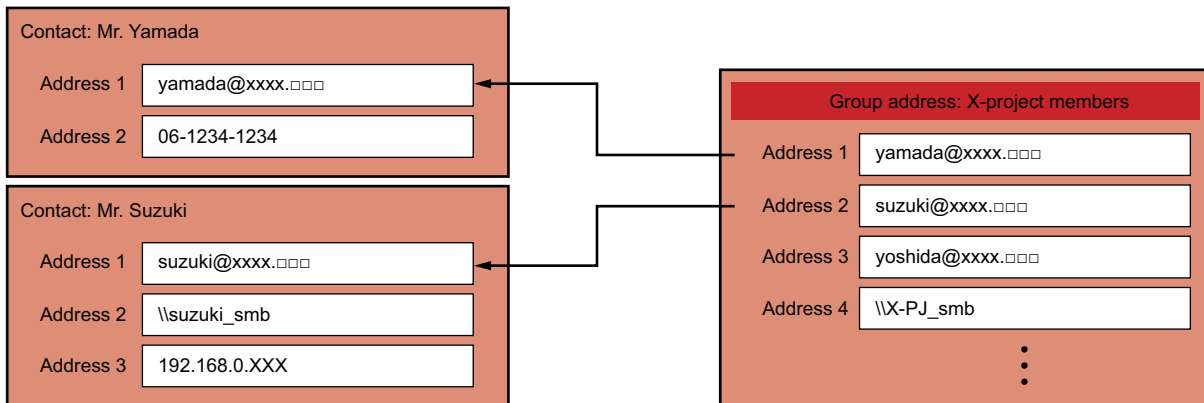 Contact: Mr. Yamada
Address 1 yamada@xxxx.□□□
Address 2 06-1234-1234
Contact: Mr. Suzuki
Address 1 suzuki@xxxx.□□□
Address 2 \\suzuki_smb
Address 3 192.168.0.XXX
Group address: X-project members
Address 1 yamada@xxxx.□□□
Address 2 suzuki@xxxx.□□□
Address 3 yoshida@xxxx.□□□
Address 4 \\X-PJ_smb